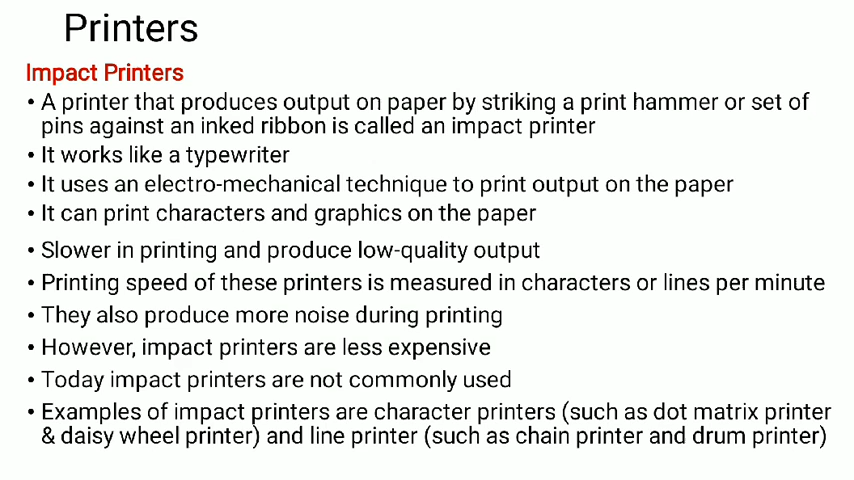 Printers
Impact Printers
• A printer that produces output on paper by striking a print hammer or set of
pins against an inked ribbon is called an impact printer
• It works like a typewriter
• It uses an electro-mechanical technique to print output on the paper
• It can print characters and graphics on the paper
• Slower in printing and produce low-quality output
• Printing speed of these printers is measured in characters or lines per minute
• They also produce more noise during printing
• However, impact printers are less expensive
• Today impact printers are not commonly used
• Examples of impact printers are character printers (such as dot matrix printer
& daisy wheel printer) and line printer (such as chain printer and drum printer)